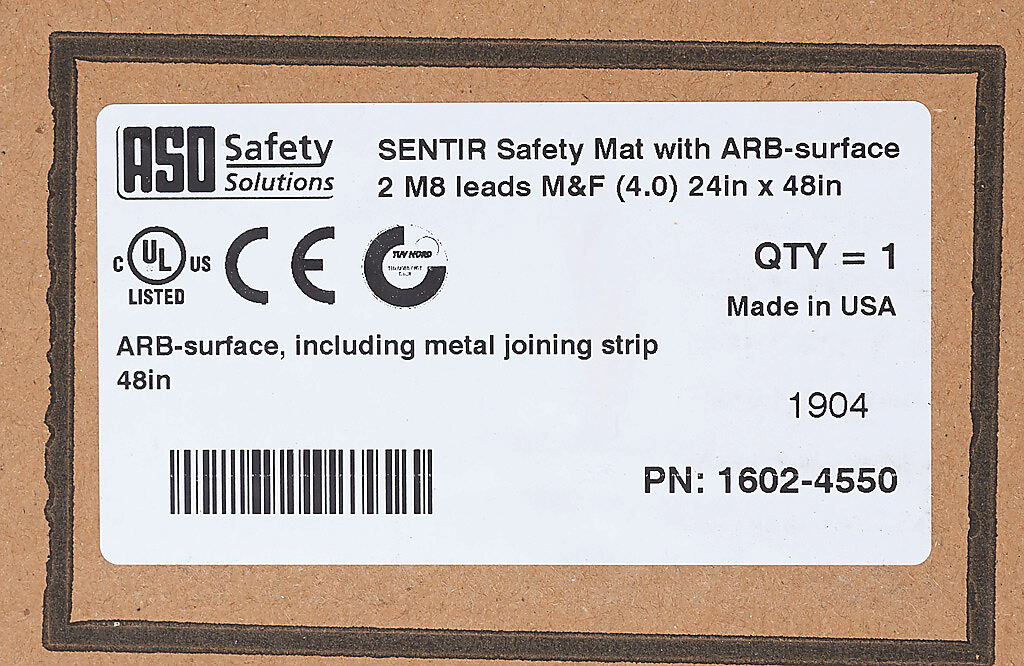 ASO Safety Solutions
SENTIR Safety Mat with ARB-surface
2 M8 leads M&F (4.0) 24in x 48in
C UL US
LISTED
CE
TUV NORD
QTY = 1
Made in USA
ARB-surface, including metal joining strip
48in
1904
PN: 1602-4550